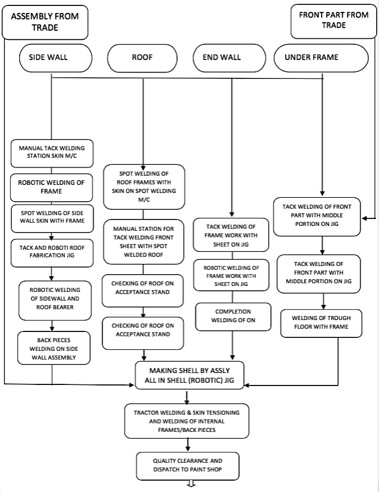 ASSEMBLY FROM
TRADE
FRONT PART FROM
TRADE
SIDE WALL
ROOF
END WALL
UNDER FRAME
MANUAL TACK WELDING
STATION SKIN M/C
ROBOTIC WELDING OF
FRAME
SPOT WELDING OF SIDE
WALL SKIN WITH FRAME
TACK AND ROBOTI ROOF
FABRICATION JIG
ROBOTIC WELDING
OF SIDEWALL AND
ROOF BEARER
BACK PIECES
WELDING ON SIDE
WALL ASSEMBLY
SPOT WELDING OF
ROOF FRAMES WITH
SKIN ON SPOT WELDING
M/C
MANUAL STATION FOR
TACK WELDING FRONT
SHEET WITH SPOT
WELDED ROOF
CHECKING OF ROOF ON
ACCEPTANCE STAND
CHECKING OF ROOF ON
ACCEPTANCE STAND
TACK WELDING OF
FRAME WORK WITH
SHEET ON JIG
ROBOTIC WELDING OF
FRAME WORK WITH
SHEET ON JIG
COMPLETION
WELDING OF ON
TACK WELDING OF FRONT
PART WITH MIDDLE
PORTION ON JIG
TACK WELDING OF
FRONT PART WITH
MIDDLE PORTION ON JIG
WELDING OF TROUGH
FLOOR WITH FRAME
MAKING SHELL BY ASSLY
ALL IN SHELL (ROBOTIC) JIG
TRACTOR WELDING & SKIN TENSIONING
AND WELDING OF INTERNAL
FRAMES/BACK PIECES
QUALITY CLEARANCE AND
DISPATCH TO PAINT SHOP